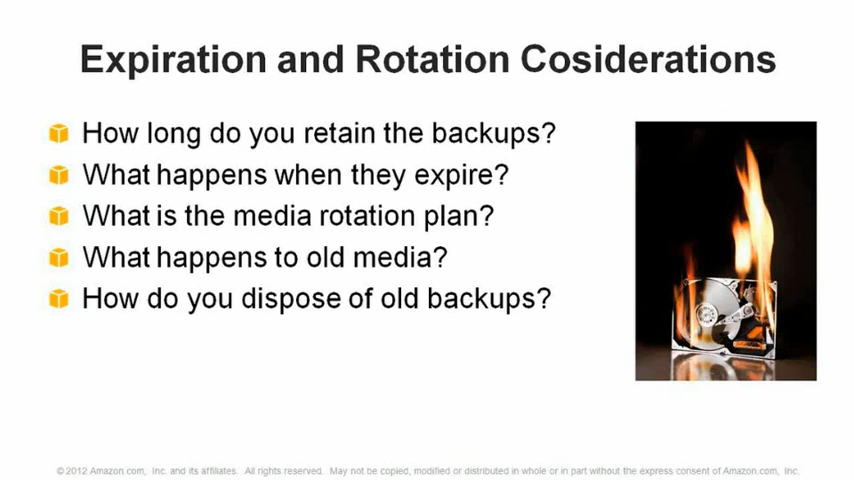 Expiration and Rotation Cosiderations
How long do you retain the backups?
What happens when they expire?
What is the media rotation plan?
What happens to old media?
How do you dispose of old backups?
© 2012 Amazon.com, Inc. and its affiliates. All rights reserved. May not be copied, modified or distributed in whole or in part without the express consent of Amazon.com, Inc.